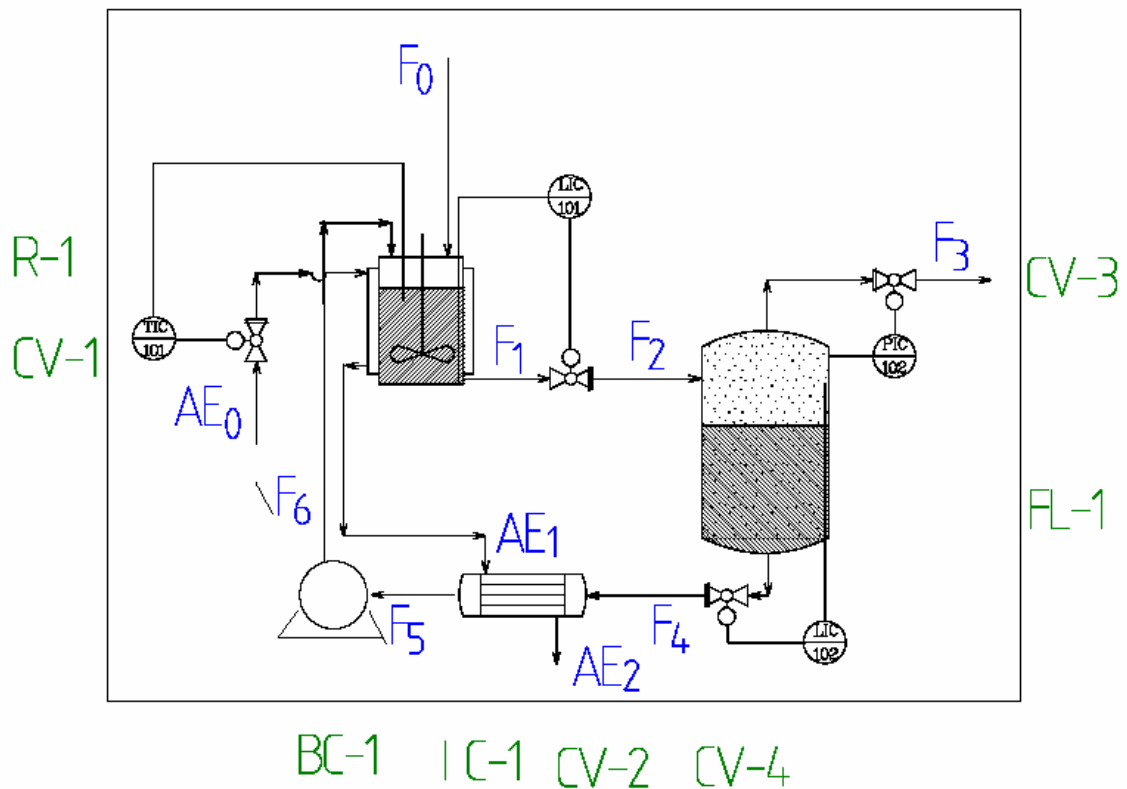 F0
LIC
101
R-1
F3
CV-3
TIC
101
CV-1
F1
F2
PIC
102
AE0
F6
FL-1
AE1
F5
F4
LIC
102
AE2
BC-1 IC-1 CV-2 CV-4